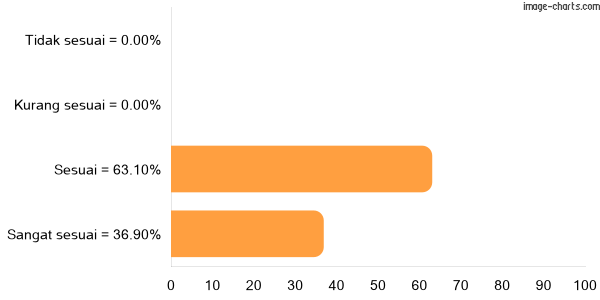 image-charts.com
Tidak sesuai = 0.00%
Kurang sesuai = 0.00%
Sesuai = 63.10%
Sangat sesuai = 36.90%
0 10 20 30 40 50 60 70 80 90 100